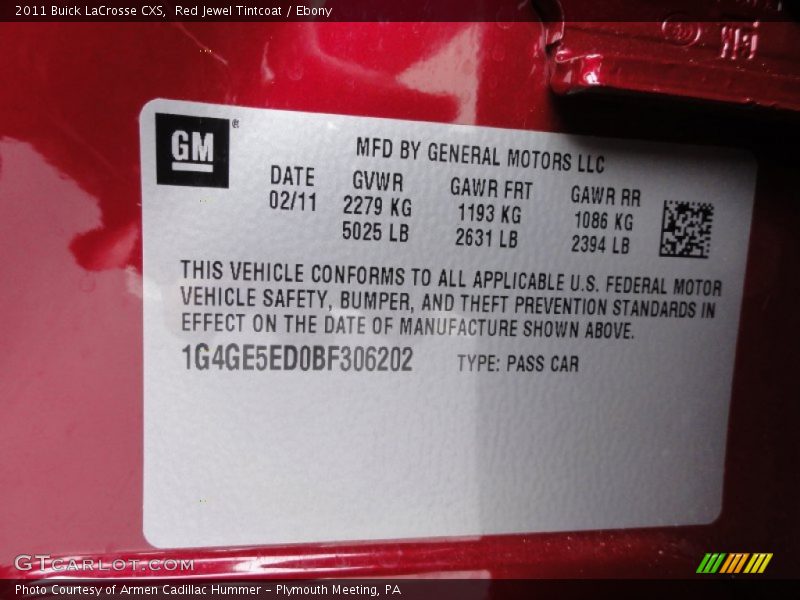 2011 Buick LaCrosse CXS, Red Jewel Tintcoat / Ebony
GM®
MFD BY GENERAL MOTORS LLC
DATE GVWR GAWR FRT GAWR RR
02/11 2279 KG 1193 KG 1086 KG
5025 LB 2631 LB 2394 LB
THIS VEHICLE CONFORMS TO ALL APPLICABLE U.S. FEDERAL MOTOR
VEHICLE SAFETY, BUMPER, AND THEFT PREVENTION STANDARDS IN
EFFECT ON THE DATE OF MANUFACTURE SHOWN ABOVE.
1G4GE5ED0BF306202 TYPE: PASS CAR
GTCARLOT.COM
Photo Courtesy of Armen Cadillac Hummer - Plymouth Meeting, PA